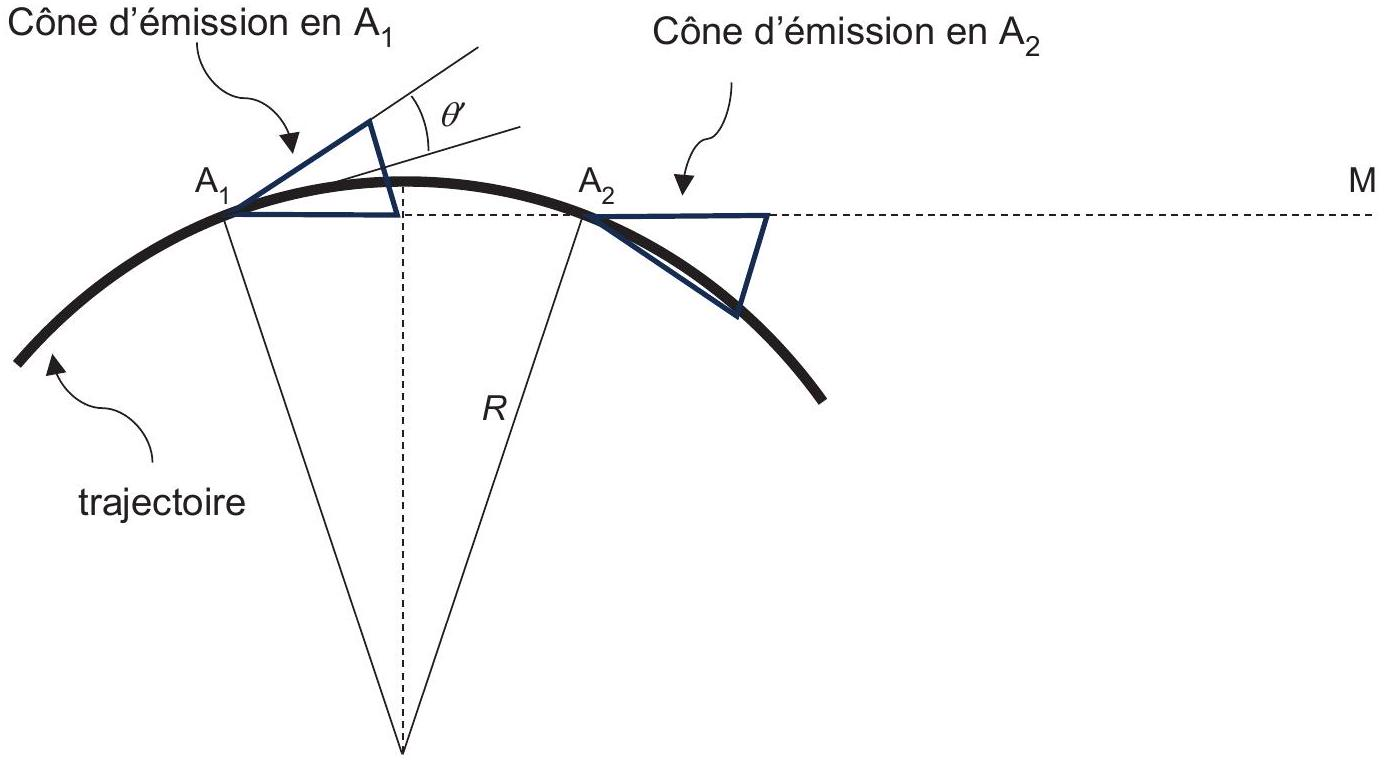 Cône d’émission en A₁
Cône d’émission en A₂
θ'
A₁
A₂
M
R
trajectoire